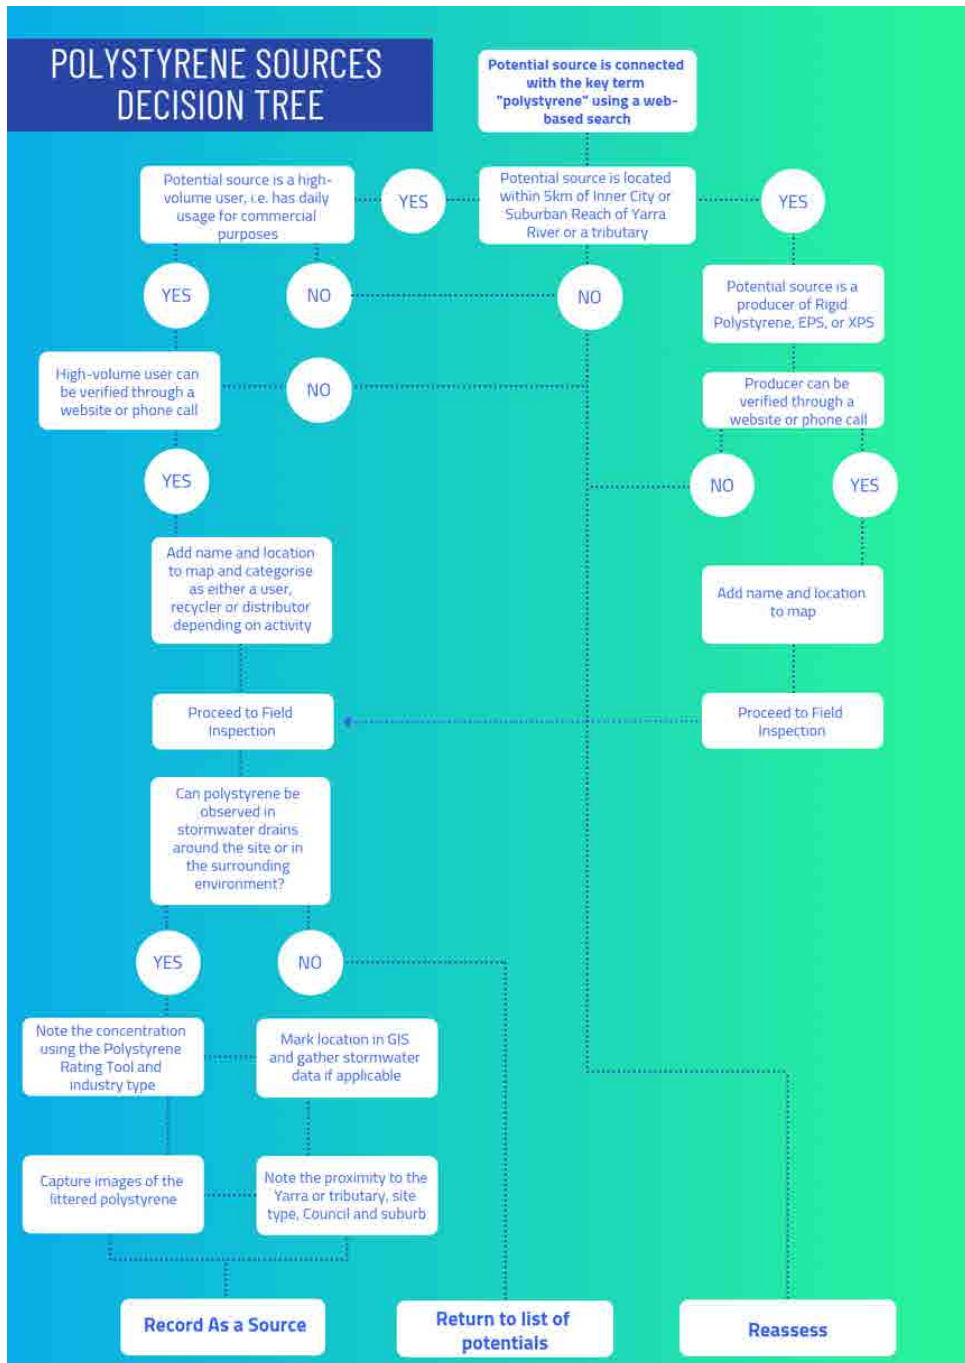 POLYSTYRENE SOURCES
DECISION TREE
Potential source is connected
with the key term
"polystyrene" using a web-
based search
Potential source is a high-
volume user, i.e. has daily
usage for commercial
purposes
YES
Potential source is located
within 5km of Inner City or
Suburban Reach of Yarra
River or a tributary
YES
YES
NO
NO
Potential source is a
producer of Rigid
Polystyrene, EPS, or XPS
High-volume user can
be verified through a
website or phone call
NO
Producer can be
verified through a
website or phone call
YES
NO
YES
Add name and location
to map and categorise
as either a user,
recycler or distributor
depending on activity
Add name and location
to map
Proceed to Field
Inspection
Proceed to Field
Inspection
Can polystyrene be
observed in
stormwater drains
around the site or in
the surrounding
environment?
YES
NO
Note the concentration
using the Polystyrene
Rating Tool and
industry type
Mark location in GIS
and gather stormwater
data if applicable
Capture images of the
littered polystyrene
Note the proximity to the
Yarra or tributary, site
type, Council and suburb
Record As a Source
Return to list of
potentials
Reassess